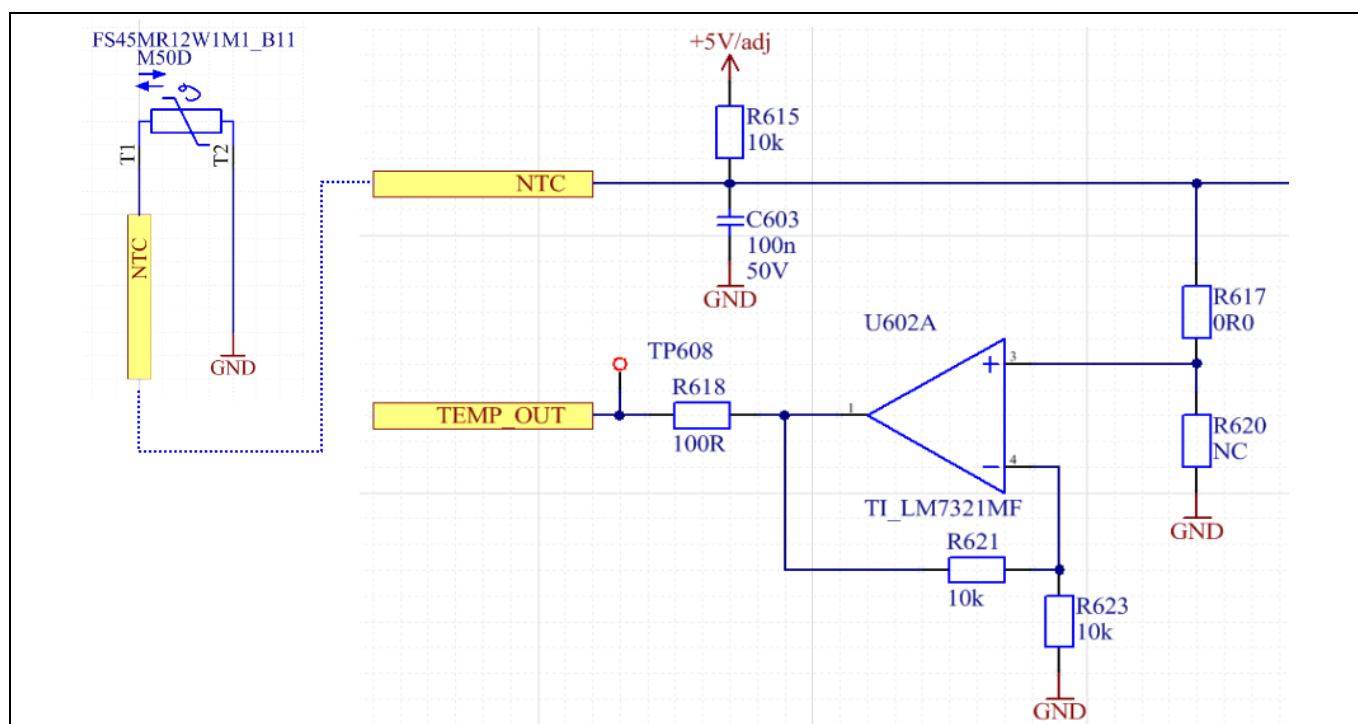 FS45MR12W1M1_B11
M50D
T1
T2
NTC
GND
+5V/adj
R615
10k
NTC
C603
100n
50V
GND
R617
0R0
U602A
TP608
3
R618
TEMP_OUT
1
100R
R620
NC
4
TI_LM7321MF
GND
R621
10k
R623
10k
GND